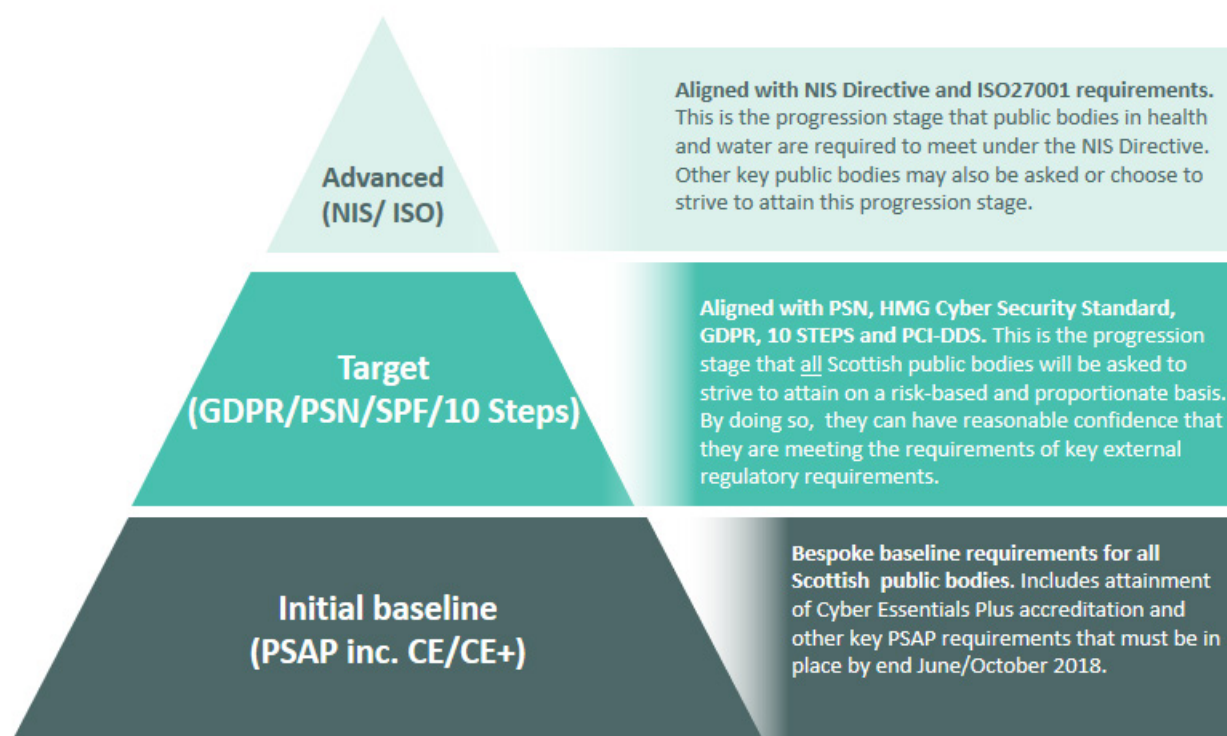 Advanced
(NIS/ ISO)
Aligned with NIS Directive and ISO27001 requirements.
This is the progression stage that public bodies in health
and water are required to meet under the NIS Directive.
Other key public bodies may also be asked or choose to
strive to attain this progression stage.
Target
(GDPR/PSN/SPF/10 Steps)
Aligned with PSN, HMG Cyber Security Standard,
GDPR, 10 STEPS and PCI-DDS. This is the progression
stage that all Scottish public bodies will be asked to
strive to attain on a risk-based and proportionate basis.
By doing so, they can have reasonable confidence that
they are meeting the requirements of key external
regulatory requirements.
Initial baseline
(PSAP inc. CE/CE+)
Bespoke baseline requirements for all
Scottish public bodies. Includes attainment
of Cyber Essentials Plus accreditation and
other key PSAP requirements that must be in
place by end June/October 2018.